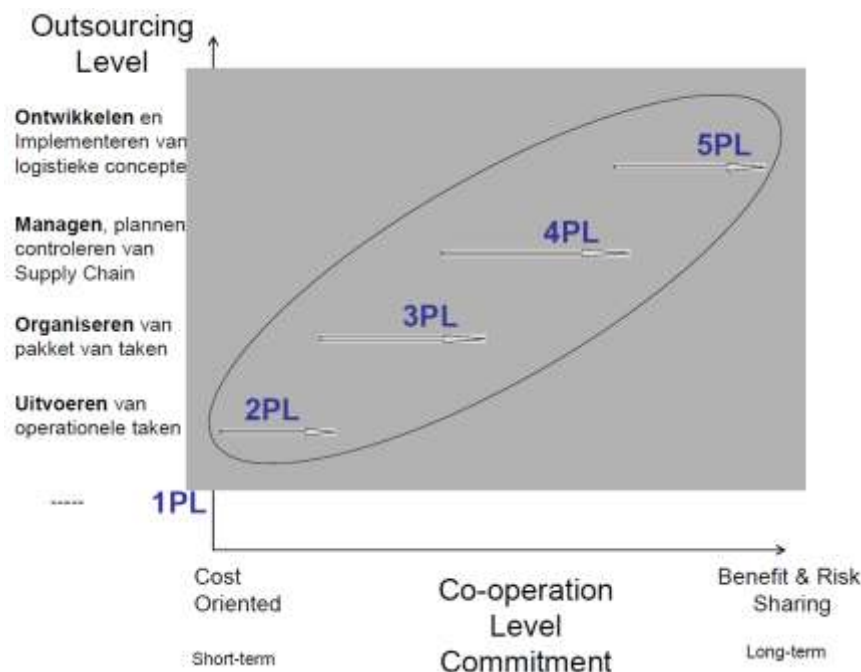 Outsourcing
Level
Ontwikkelen en
Implementeren van
logistieke concepte
5PL
Managen, plannen
controleren van
Supply Chain
4PL
Organiseren van
pakket van taken
3PL
Uitvoeren van
operationele taken
2PL
-----
1PL
Cost
Oriented
Short-term
Co-operation
Level
Commitment
Benefit & Risk
Sharing
Long-term